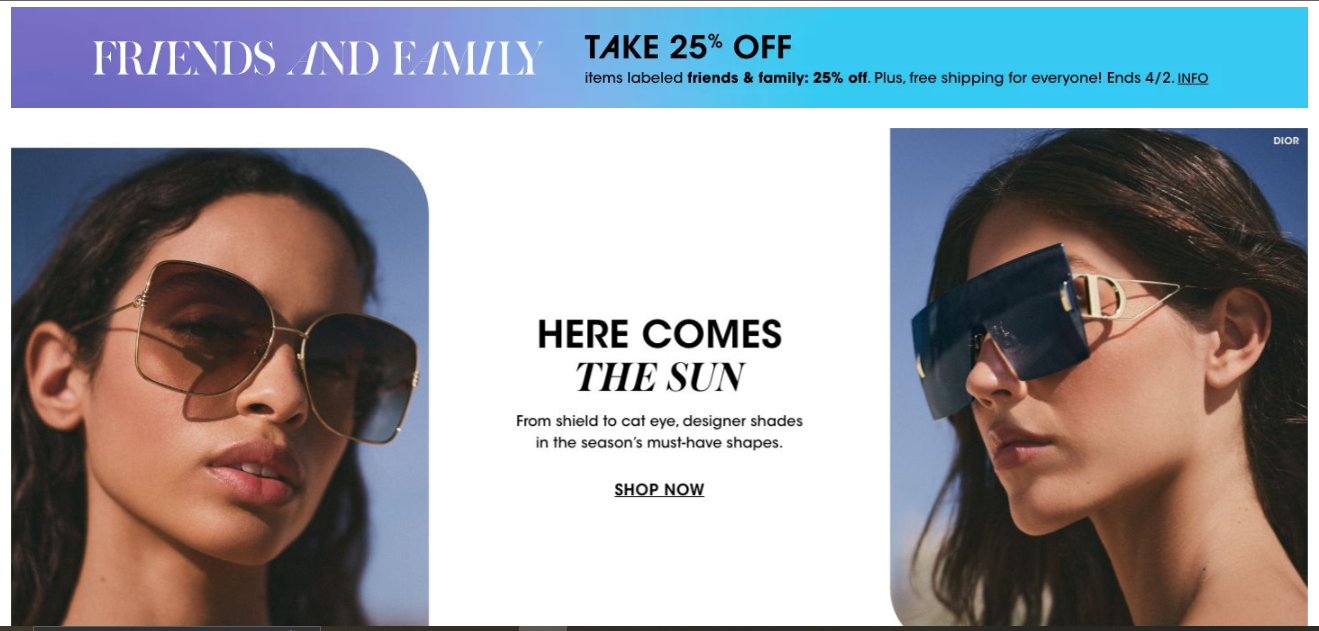 FRIENDS AND FAMILY
TAKE 25% OFF
items labeled friends & family: 25% off. Plus, free shipping for everyone! Ends 4/2. INFO
DIOR
HERE COMES
THE SUN
From shield to cat eye, designer shades
in the season's must-have shapes.
SHOP NOW